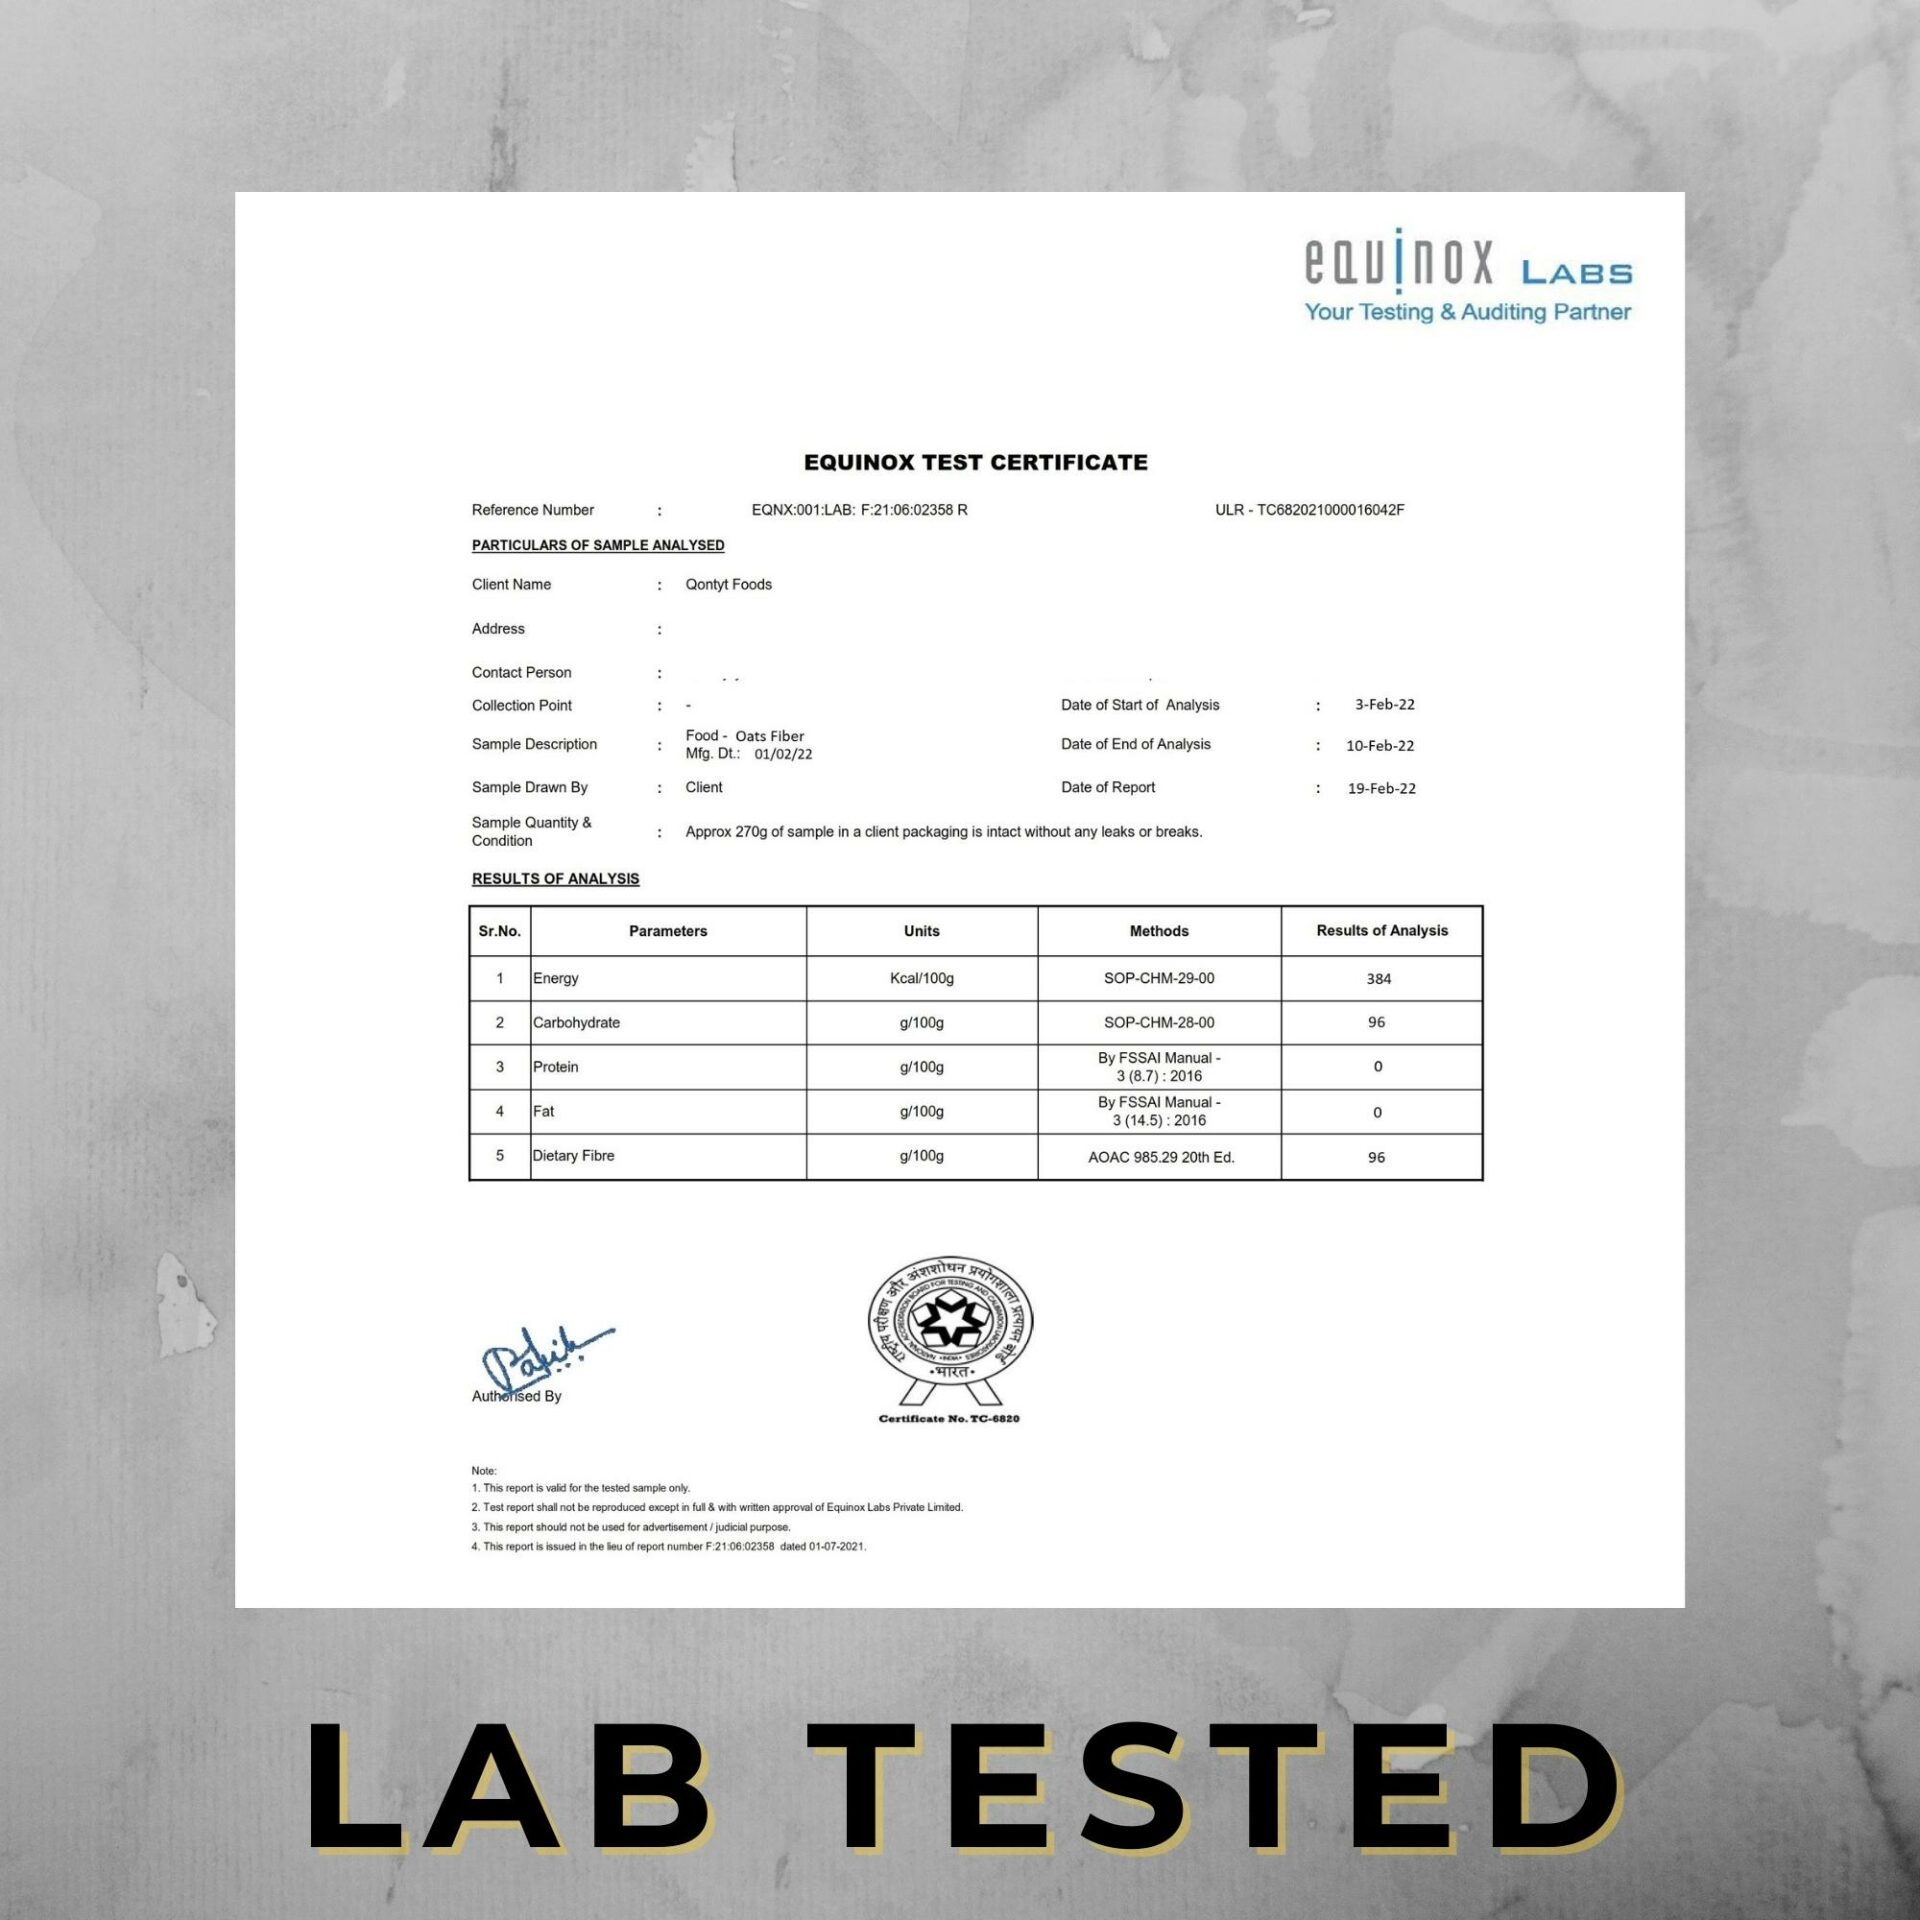 equinox LABS
Your Testing & Auditing Partner
EQUINOX TEST CERTIFICATE
Reference Number : EQNX:001:LAB: F:21:06:02358 R ULR - TC682021000016042F
PARTICULARS OF SAMPLE ANALYSED
Client Name : Qontyt Foods
Address :
Contact Person :
Collection Point : - Date of Start of Analysis : 3-Feb-22
Sample Description : Food - Oats Fiber
Mfg. Dt.: 01/02/22 Date of End of Analysis : 10-Feb-22
Sample Drawn By : Client Date of Report : 19-Feb-22
Sample Quantity &
Condition : Approx 270g of sample in a client packaging is intact without any leaks or breaks.
RESULTS OF ANALYSIS
Sr.No. Parameters Units Methods Results of Analysis
1 Energy Kcal/100g SOP-CHM-29-00 384
2 Carbohydrate g/100g SOP-CHM-28-00 96
3 Protein g/100g By FSSAI Manual -
3 (8.7) : 2016 0
4 Fat g/100g By FSSAI Manual -
3 (14.5) : 2016 0
5 Dietary Fibre g/100g AOAC 985.29 20th Ed. 96
राष्ट्रीय परीक्षण और अंशशोधन प्रयोगशाला प्रत्यायन बोर्ड
NATIONAL ACCREDITATION BOARD FOR TESTING AND CALIBRATION LABORATORIES
भारत
Authorised By
Certificate No. TC-6820
Note:
1. This report is valid for the tested sample only.
2. Test report shall not be reproduced except in full & with written approval of Equinox Labs Private Limited.
3. This report should not be used for advertisement / judicial purpose.
4. This report is issued in the lieu of report number F:21:06:02358 dated 01-07-2021.
LAB TESTED